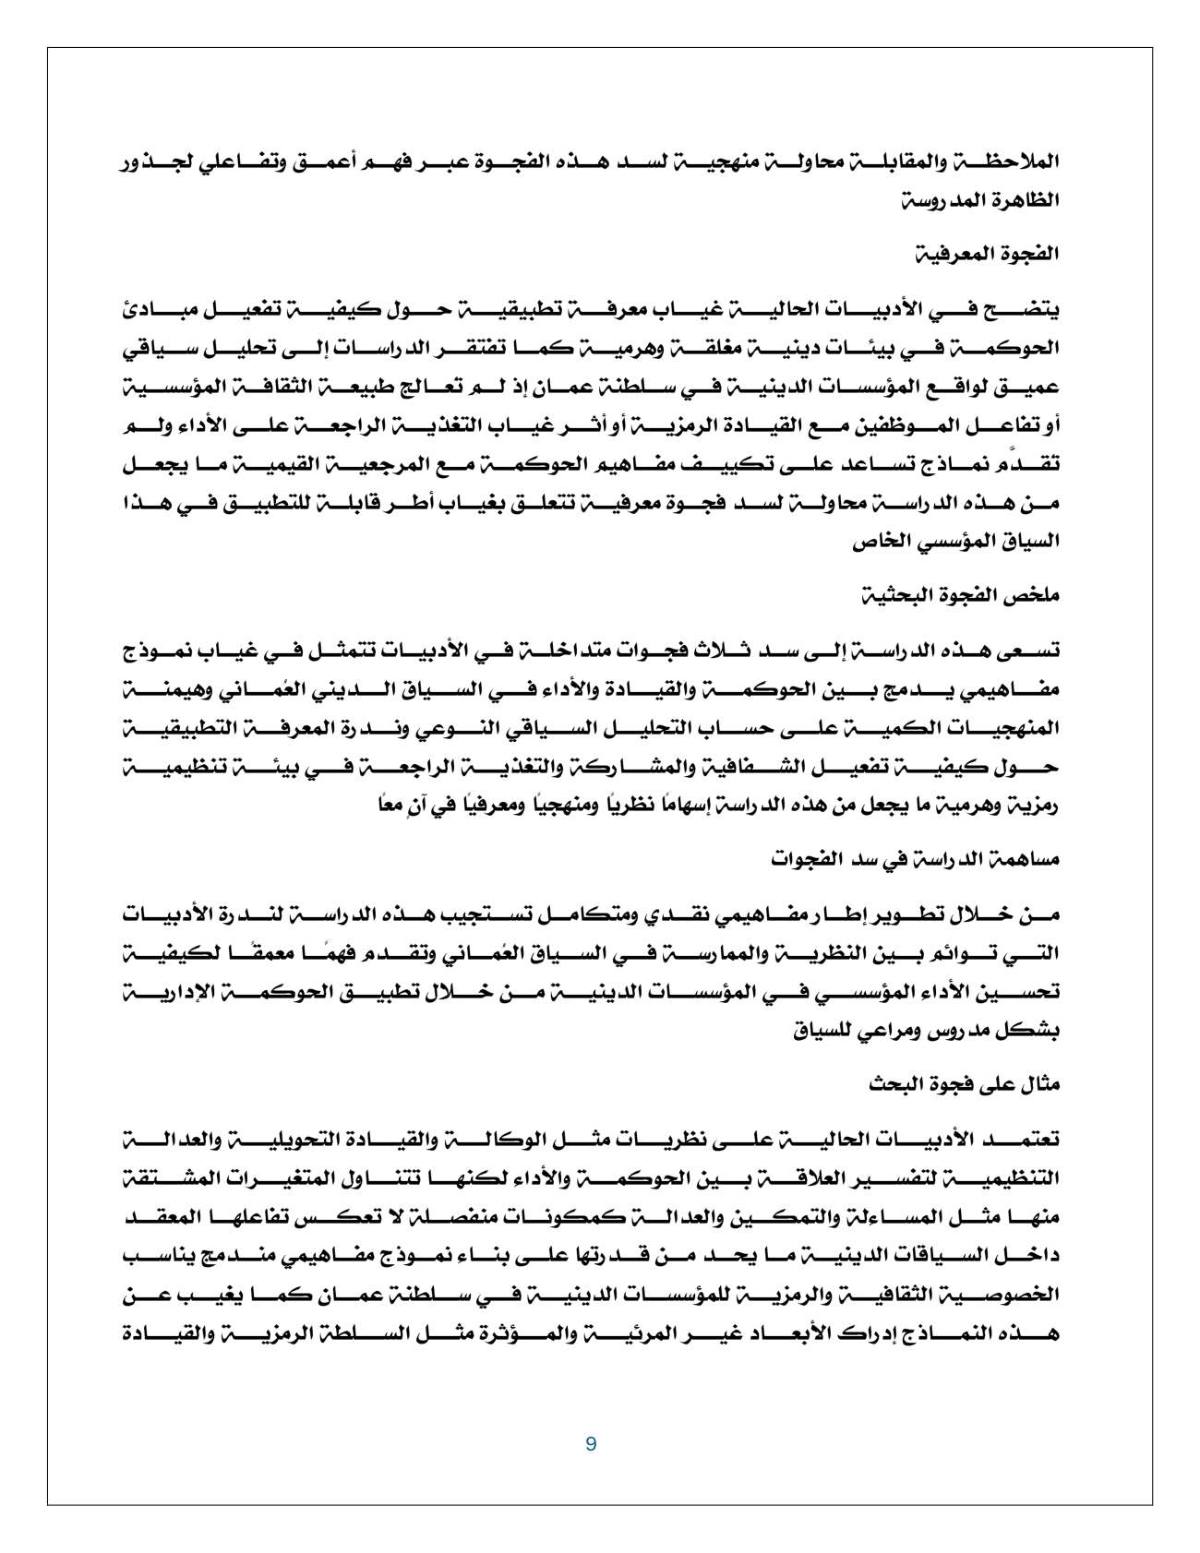 الملاحظة والمقابلة محاولة منهجية لسد هذه الفجوة عبر فهم أعمق وتفاعلي لجذور
الظاهرة المدروسة
الفجوة المعرفية
يتضح في الأدبيات الحالية غياب معرفة تطبيقية حول كيفية تفعيل مبادئ
الحوكمة في بيئات دينية مغلقة وهرمية كما تفتقر الدراسات إلى تحليل سياقي
عميق لواقع المؤسسات الدينية في سلطنة عمان إذ لم تعالج طبيعة الثقافة المؤسسية
أو تفاعل الموظفين مع القيادة الرمزية أو أثر غياب التغذية الراجعة على الأداء ولم
تقدَّم نماذج تساعد على تكييف مفاهيم الحوكمة مع المرجعية القيمية ما يجعل
من هذه الدراسة محاولة لسد فجوة معرفية تتعلق بغياب أطر قابلة للتطبيق في هذا
السياق المؤسسي الخاص
ملخص الفجوة البحثية
تسعى هذه الدراسة إلى سد ثلاث فجوات متداخلة في الأدبيات تتمثل في غياب نموذج
مفاهيمي يدمج بين الحوكمة والقيادة والأداء في السياق الديني العُماني وهيمنة
المنهجيات الكمية على حساب التحليل السياقي النوعي وندرة المعرفة التطبيقية
حول كيفية تفعيل الشفافية والمشاركة والتغذية الراجعة في بيئة تنظيمية
رمزية وهرمية ما يجعل من هذه الدراسة إسهامًا نظريًا ومنهجيًا ومعرفيًا في آنٍ معًا
مساهمة الدراسة في سد الفجوات
من خلال تطوير إطار مفاهيمي نقدي ومتكامل تستجيب هذه الدراسة لندرة الأدبيات
التي توائم بين النظرية والممارسة في السياق العُماني وتقدم فهمًا معمقًا لكيفية
تحسين الأداء المؤسسي في المؤسسات الدينية من خلال تطبيق الحوكمة الإدارية
بشكل مدروس ومراعي للسياق
مثال على فجوة البحث
تعتمد الأدبيات الحالية على نظريات مثل الوكالة والقيادة التحويلية والعدالة
التنظيمية لتفسير العلاقة بين الحوكمة والأداء لكنها تتناول المتغيرات المشتقة
منها مثل المساءلة والتمكين والعدالة كمكونات منفصلة لا تعكس تفاعلها المعقد
داخل السياقات الدينية ما يحد من قدرتها على بناء نموذج مفاهيمي مندمج يناسب
الخصوصية الثقافية والرمزية للمؤسسات الدينية في سلطنة عمان كما يغيب عن
هذه النماذج إدراك الأبعاد غير المرئية والمؤثرة مثل السلطة الرمزية والقيادة
9